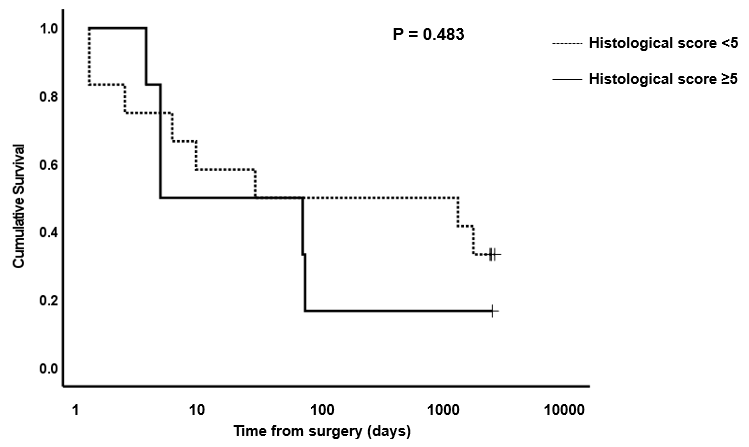 P = 0.483
Histological score <5
Histological score ≥5
Cumulative Survival
1.0
0.8
0.6
0.4
0.2
0.0
1 10 100 1000 10000
Time from surgery (days)